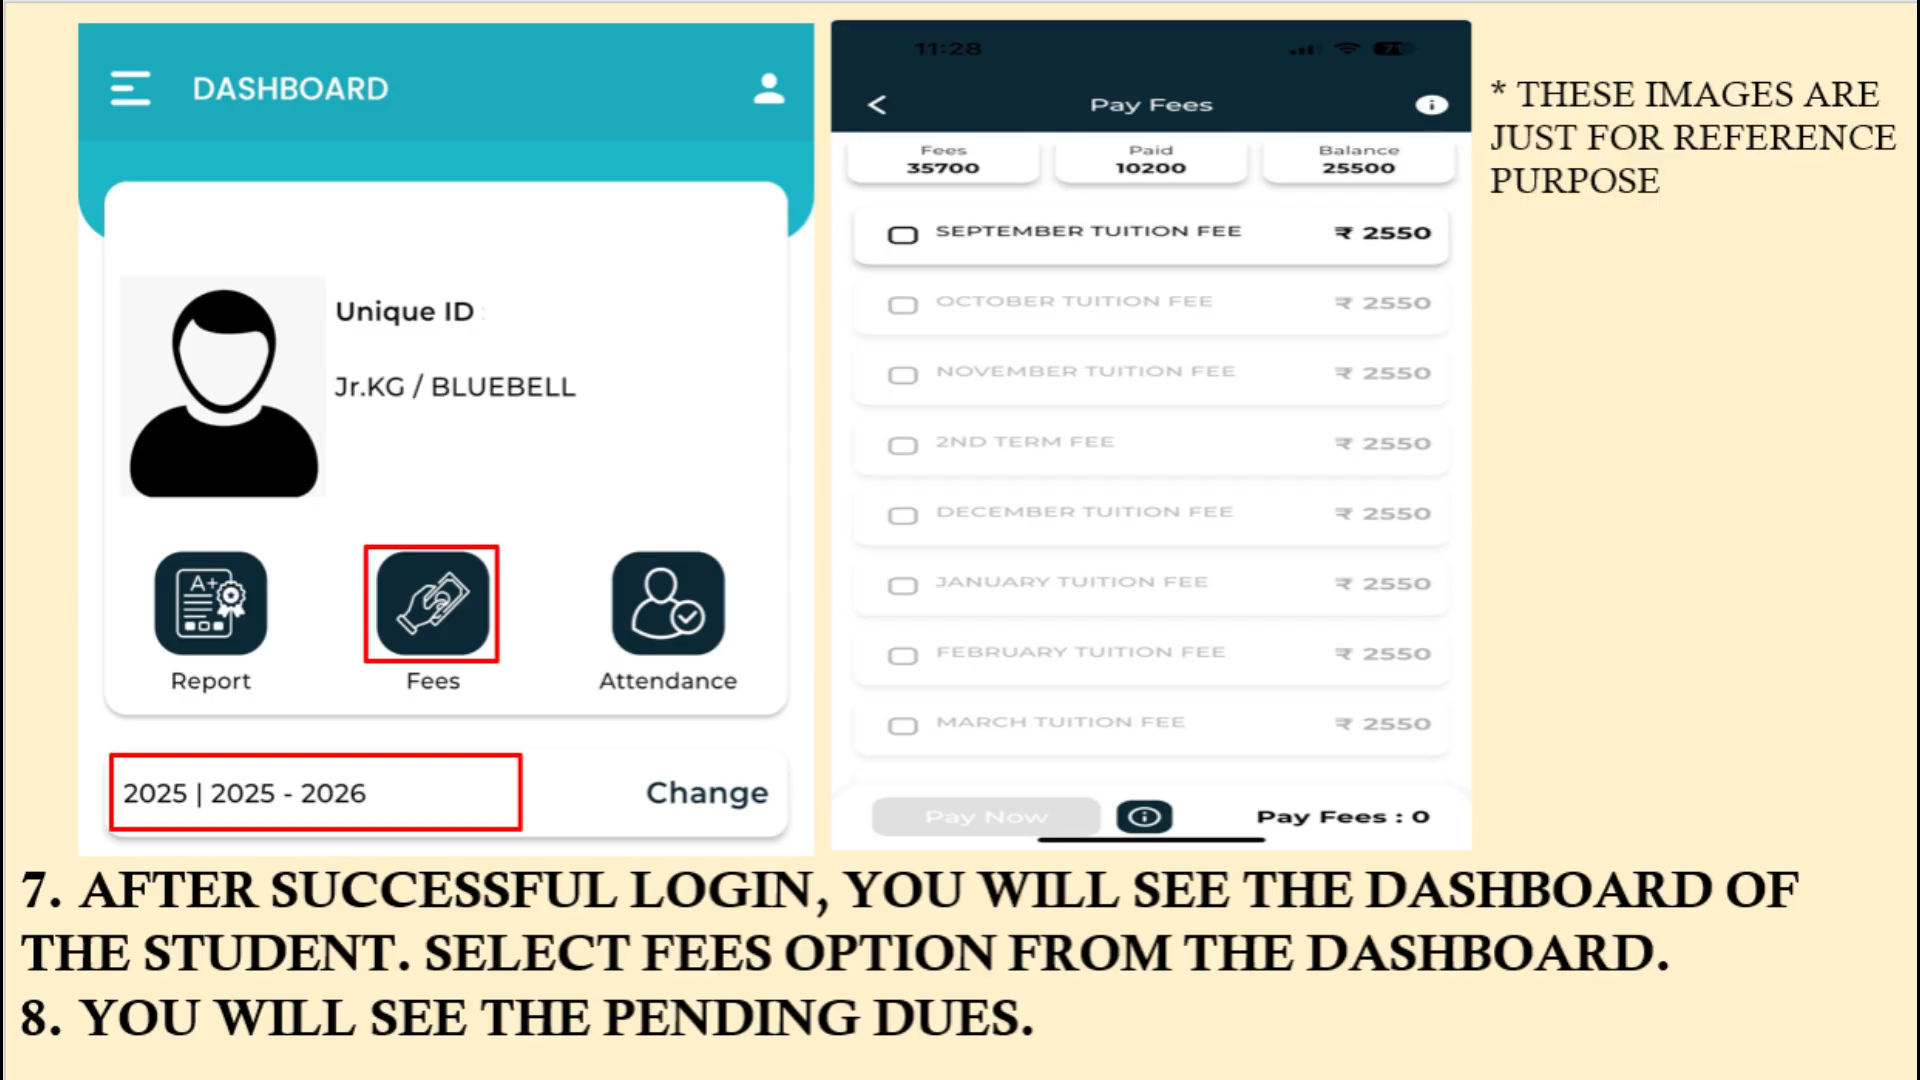 DASHBOARD
Unique ID :
Jr.KG / BLUEBELL
A+
Report
Fees
Attendance
2025 | 2025 - 2026
Change
11:28
71
Pay Fees
Fees
35700
Paid
10200
Balance
25500
SEPTEMBER TUITION FEE ₹ 2550
OCTOBER TUITION FEE ₹ 2550
NOVEMBER TUITION FEE ₹ 2550
2ND TERM FEE ₹ 2550
DECEMBER TUITION FEE ₹ 2550
JANUARY TUITION FEE ₹ 2550
FEBRUARY TUITION FEE ₹ 2550
MARCH TUITION FEE ₹ 2550
Pay Now
Pay Fees : 0
* THESE IMAGES ARE
JUST FOR REFERENCE
PURPOSE
7. AFTER SUCCESSFUL LOGIN, YOU WILL SEE THE DASHBOARD OF
THE STUDENT. SELECT FEES OPTION FROM THE DASHBOARD.
8. YOU WILL SEE THE PENDING DUES.